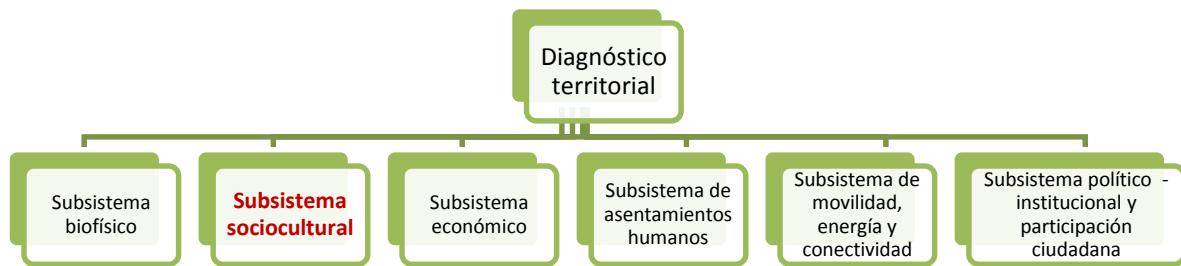 Diagnóstico
territorial
Subsistema
biofísico
Subsistema
sociocultural
Subsistema
económico
Subsistema de
asentamientos
humanos
Subsistema de
movilidad,
energía y
conectividad
Subsistema político -
institucional y
participación
ciudadana